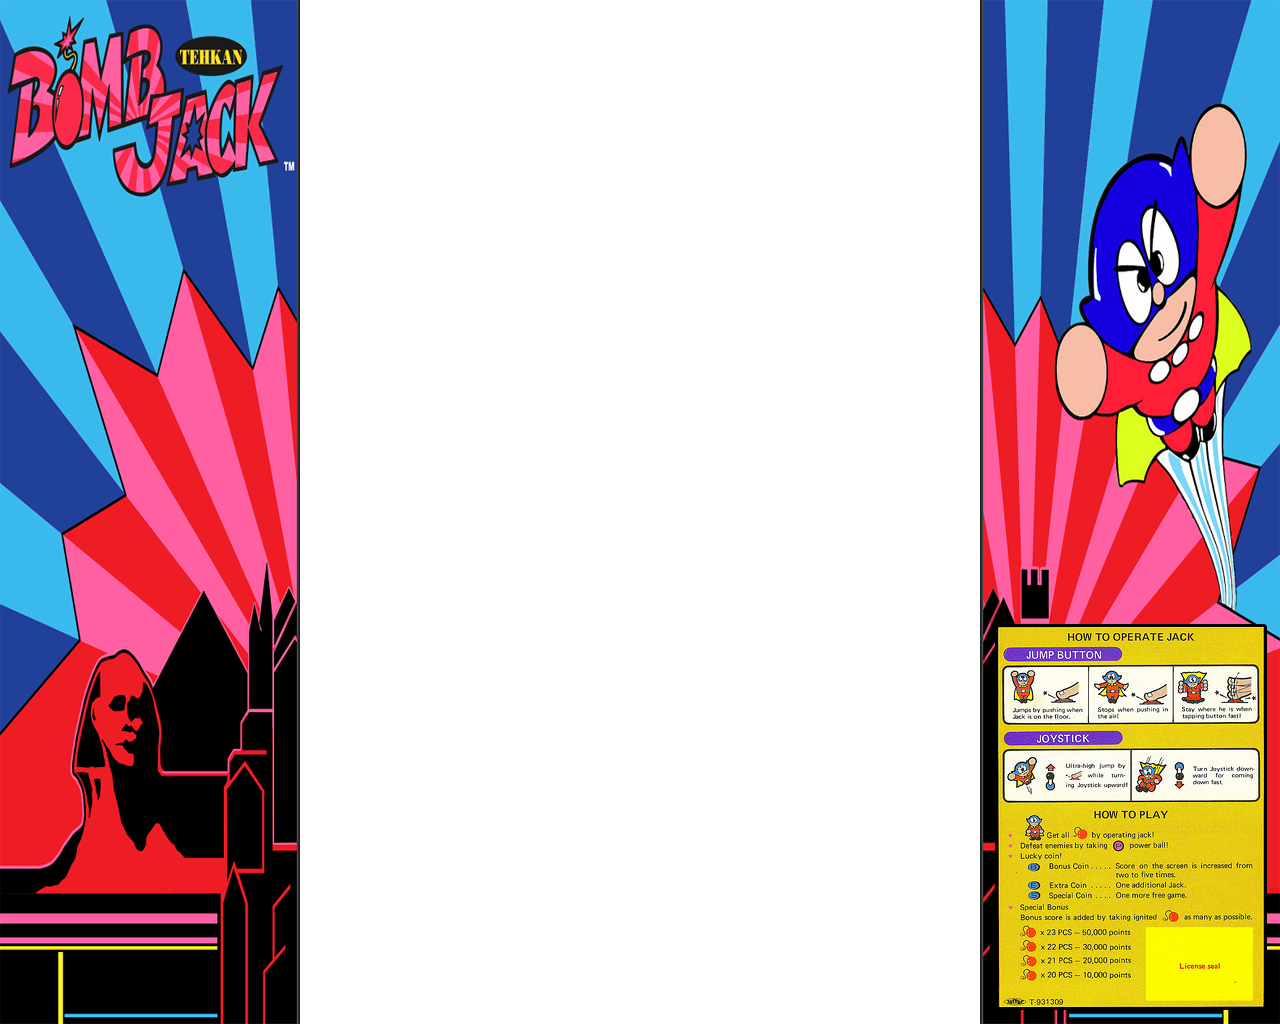 BOMB
TEHKAN
JACK
TM
HOW TO OPERATE JACK
JUMP BUTTON
Jumps by pushing when
Jack is on the floor.
Stops when pushing in
the air!
Stay where he is when
tapping button fast!
JOYSTICK
Ultra-high jump by
while turn-
ing Joystick upward!
Turn Joystick down-
ward for coming
down fast.
HOW TO PLAY
Get all by operating jack!
Defeat enemies by taking power ball!
Lucky coin!
Bonus Coin . . . . . Score on the screen is increased from
two to five times.
Extra Coin . . . . . One additional Jack.
Special Coin . . . . One more free game.
Special Bonus
Bonus score is added by taking ignited as many as possible.
x 23 PCS — 50,000 points
x 22 PCS — 30,000 points
x 21 PCS — 20,000 points
x 20 PCS — 10,000 points
License seal
T-931309